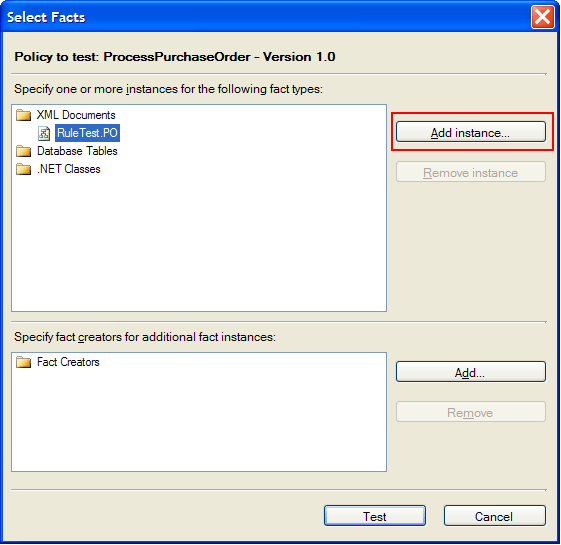 Select Facts
Policy to test: ProcessPurchaseOrder - Version 1.0
Specify one or more instances for the following fact types:
XML Documents
RuleTest.PO
Database Tables
.NET Classes
Add instance...
Remove instance
Specify fact creators for additional fact instances:
Fact Creators
Add...
Remove
Test
Cancel